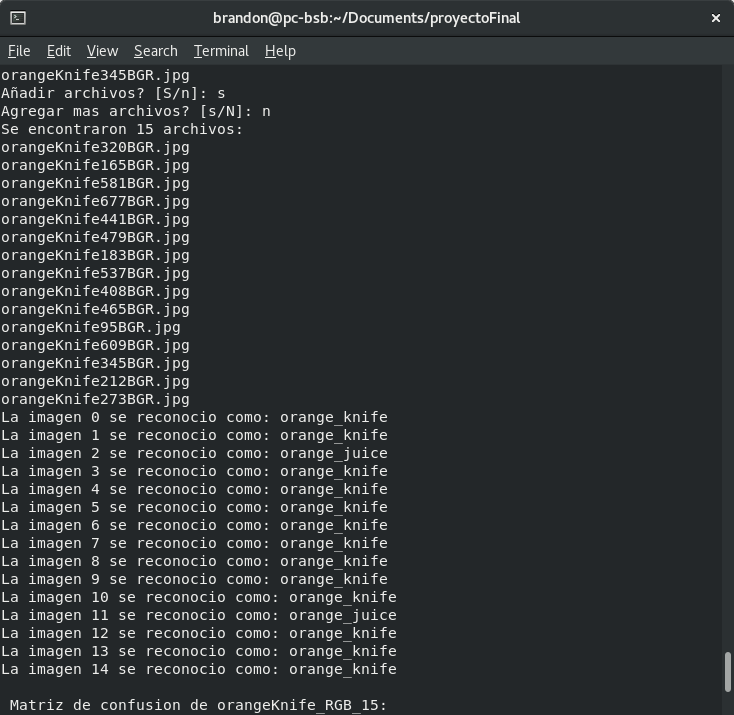 brandon@pc-bsb:~/Documents/proyectoFinal
File Edit View Search Terminal Help
orangeKnife345BGR.jpg
Añadir archivos? [S/n]: s
Agregar mas archivos? [s/N]: n
Se encontraron 15 archivos:
orangeKnife320BGR.jpg
orangeKnife165BGR.jpg
orangeKnife581BGR.jpg
orangeKnife677BGR.jpg
orangeKnife441BGR.jpg
orangeKnife479BGR.jpg
orangeKnife183BGR.jpg
orangeKnife537BGR.jpg
orangeKnife408BGR.jpg
orangeKnife465BGR.jpg
orangeKnife95BGR.jpg
orangeKnife609BGR.jpg
orangeKnife345BGR.jpg
orangeKnife212BGR.jpg
orangeKnife273BGR.jpg
La imagen 0 se reconocio como: orange_knife
La imagen 1 se reconocio como: orange_knife
La imagen 2 se reconocio como: orange_juice
La imagen 3 se reconocio como: orange_knife
La imagen 4 se reconocio como: orange_knife
La imagen 5 se reconocio como: orange_knife
La imagen 6 se reconocio como: orange_knife
La imagen 7 se reconocio como: orange_knife
La imagen 8 se reconocio como: orange_knife
La imagen 9 se reconocio como: orange_knife
La imagen 10 se reconocio como: orange_knife
La imagen 11 se reconocio como: orange_juice
La imagen 12 se reconocio como: orange_knife
La imagen 13 se reconocio como: orange_knife
La imagen 14 se reconocio como: orange_knife
Matriz de confusion de orangeKnife_RGB_15: